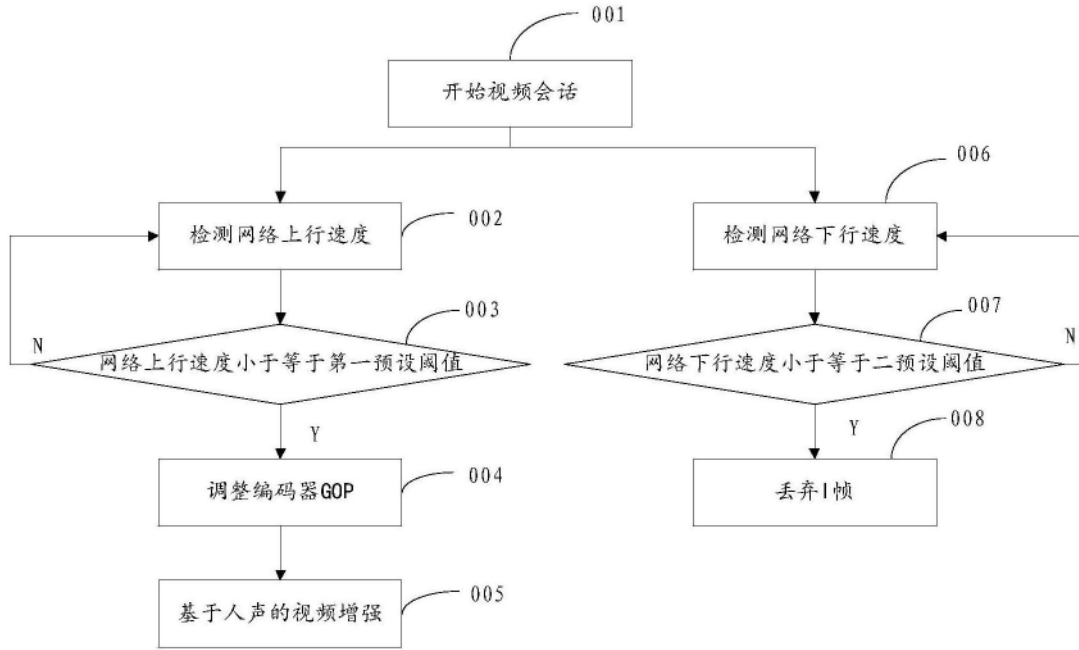 001
开始视频会话
006
检测网络上行速度
002
检测网络下行速度
003
007
N
网络上行速度小于等于第一预设阈值
网络下行速度小于等于二预设阈值
N
Y
Y
008
调整编码器GOP
004
丢弃I帧
基于人声的视频增强
005